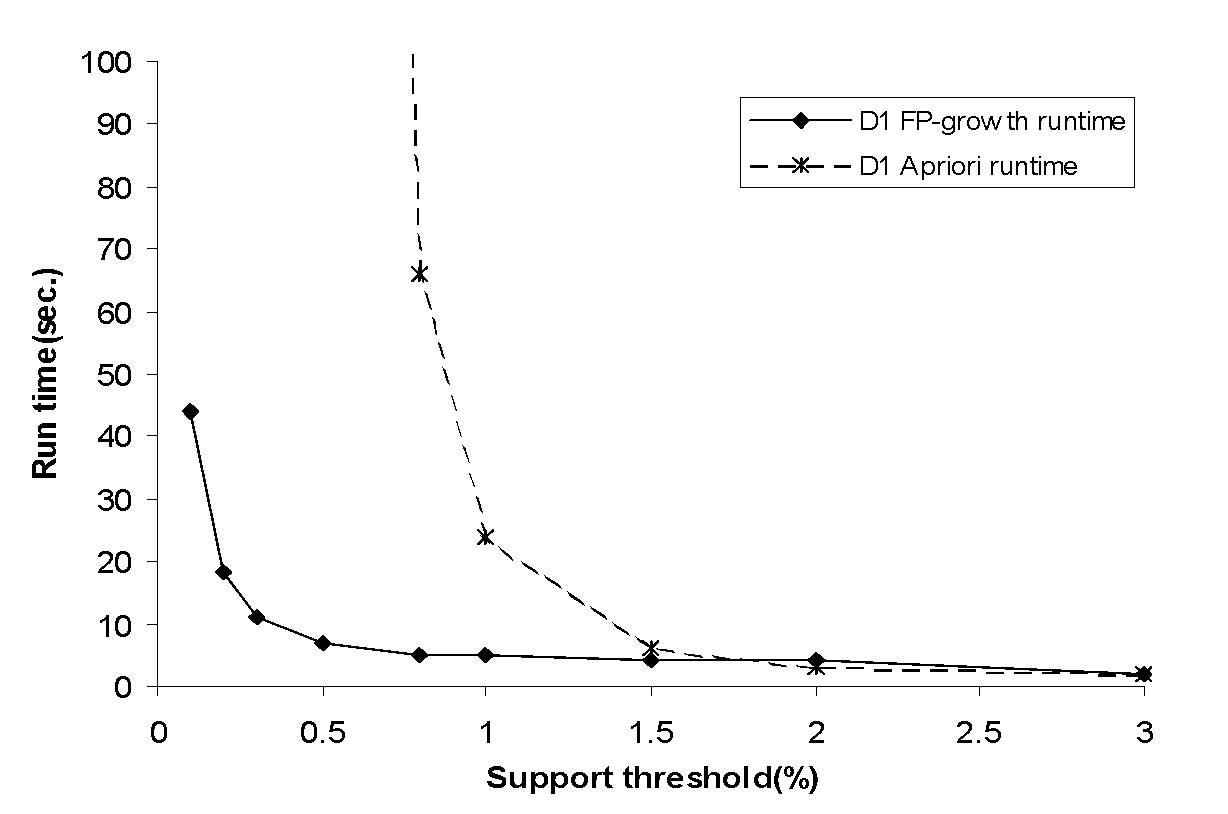 100
90
80
70
60
50
40
30
20
10
0
Run time(sec.)
D1 FP-growth runtime
D1 Apriori runtime
0 0.5 1 1.5 2 2.5 3
Support threshold(%)